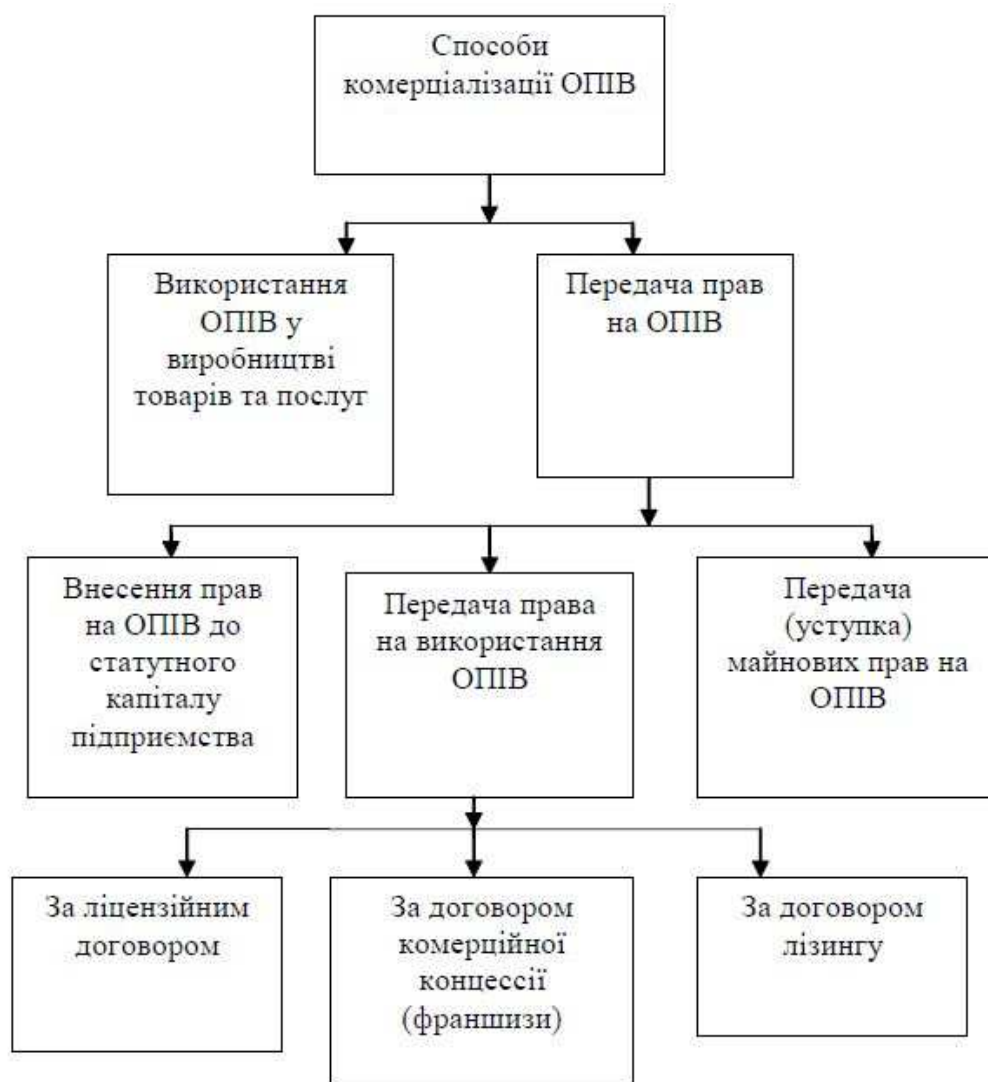 Способи
комерціалізації ОПІВ
Використання
ОПІВ у
виробництві
товарів та послуг
Передача прав
на ОПІВ
Внесення прав
на ОПІВ до
статутного
капіталу
підприємства
Передача права
на використання
ОПІВ
Передача
(уступка)
майнових прав на
ОПІВ
За ліцензійним
договором
За договором
комерційної
концессії
(франшизи)
За договором
лізингу